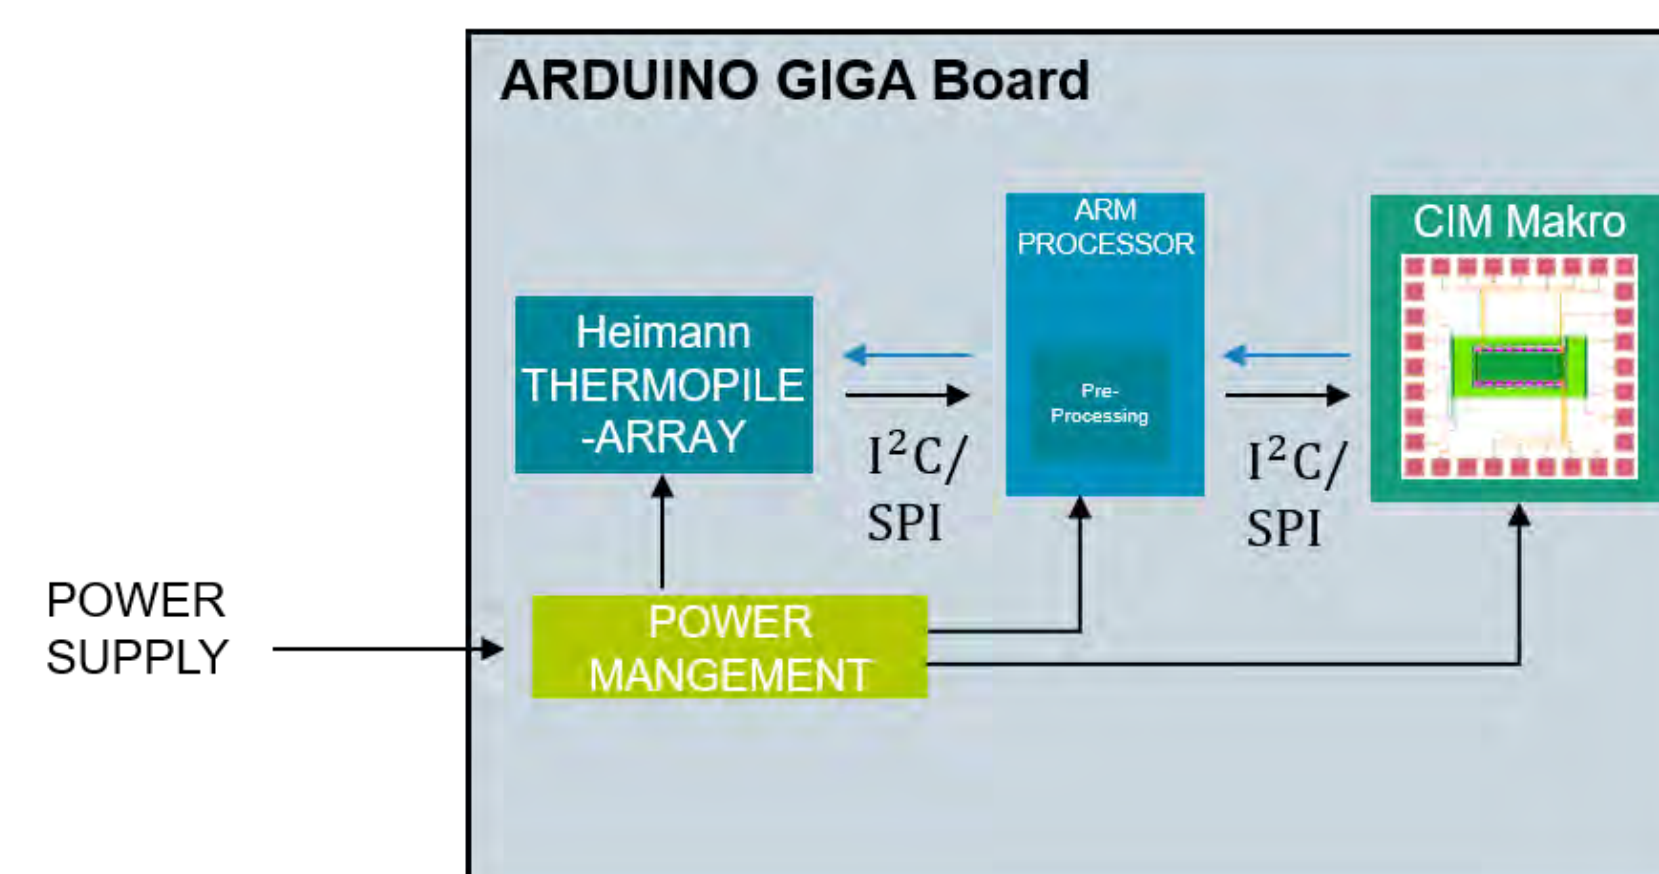 ARDUINO GIGA Board
ARM
PROCESSOR
CIM Makro
Heimann
THERMOPILE
-ARRAY
Pre-
Processing
I²C/
SPI
I²C/
SPI
POWER
SUPPLY
POWER
MANGEMENT